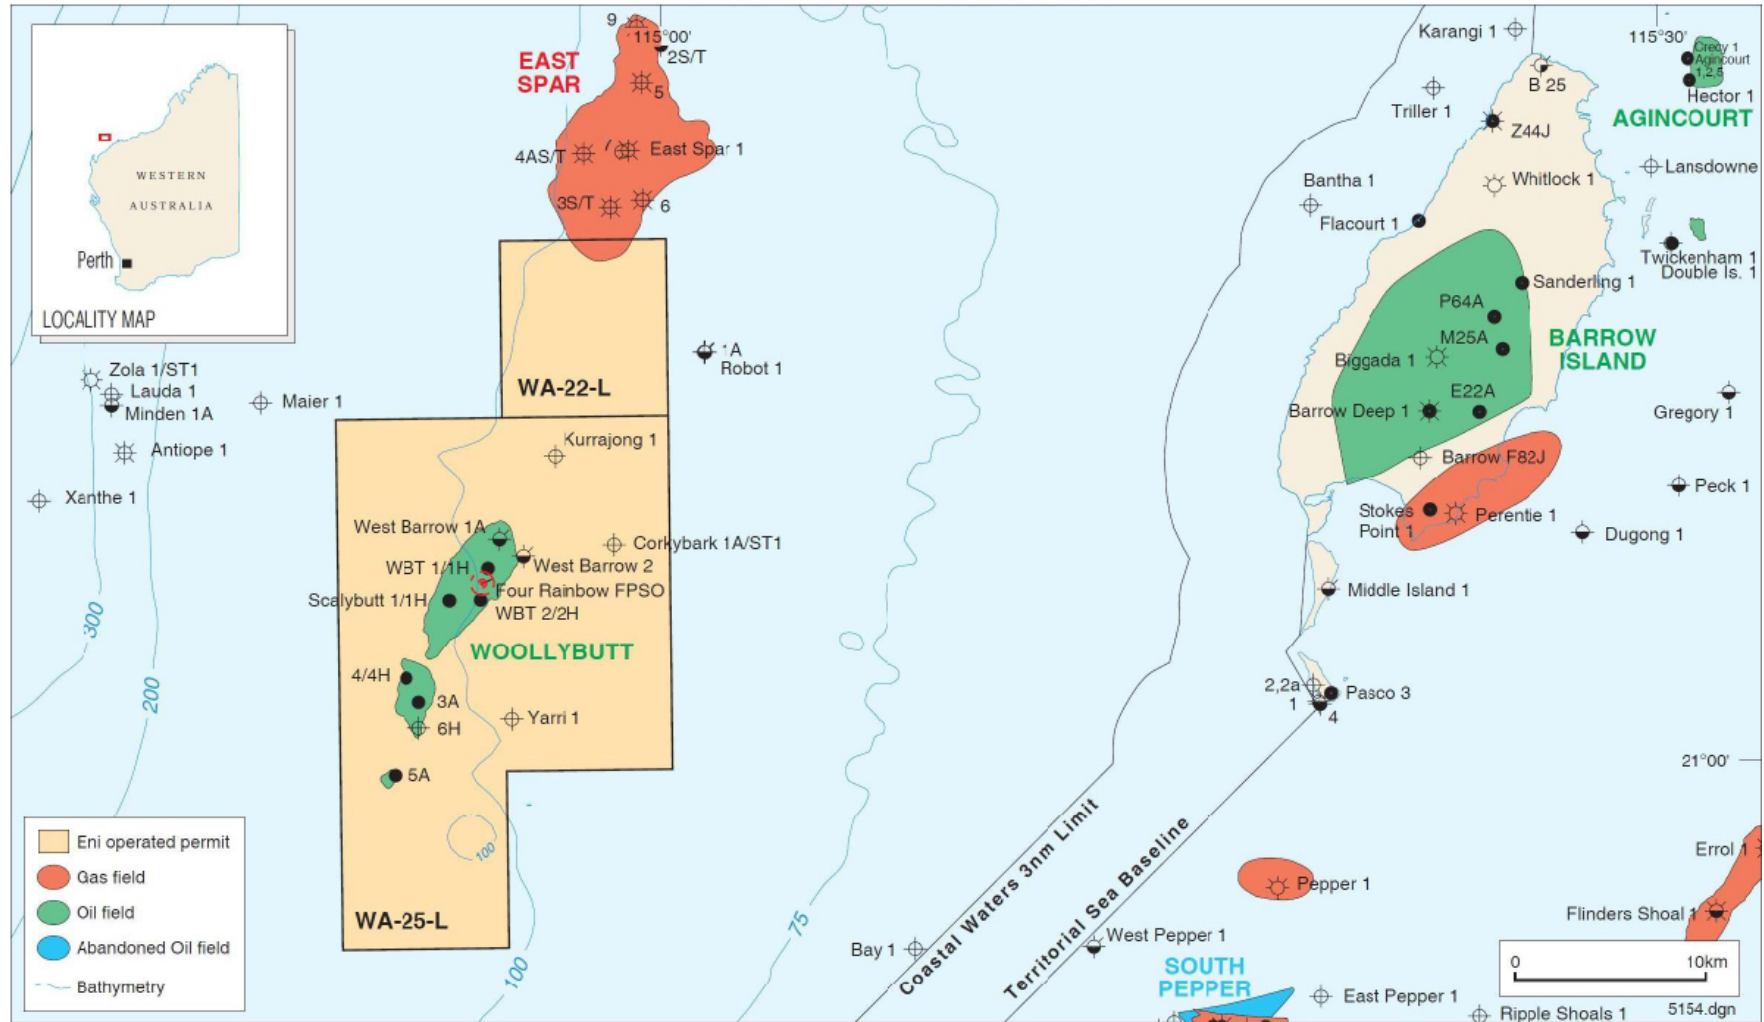 WESTERN
AUSTRALIA
Perth
LOCALITY MAP
9
115°00'
2S/T
EAST
SPAR
5
4AS/T
East Spar 1
3S/T
6
Karangi 1
115°30'
Crecy 1
Agincourt
1,2,5
Hector 1
AGINCOURT
B 25
Triller 1
Z44J
Lansdowne
Whitlock 1
Bantha 1
Flacourt 1
Twickenham 1
Double Is. 1
Sanderling 1
P64A
M25A
BARROW
ISLAND
Biggada 1
E22A
Barrow Deep 1
Gregory 1
Barrow F82J
Peck 1
Stokes
Point 1
Perentie 1
Dugong 1
Middle Island 1
2,2a
Pasco 3
1
4
1A
Robot 1
WA-22-L
Zola 1/ST1
Lauda 1
Minden 1A
Maier 1
Antiope 1
Xanthe 1
Kurrajong 1
West Barrow 1A
Corkybark 1A/ST1
WBT 1/1H
West Barrow 2
Four Rainbow FPSO
Scalybutt 1/1H
WBT 2/2H
WOOLLYBUTT
4/4H
3A
6H
Yarri 1
5A
300
200
100
WA-25-L
100
75
21°00'
Coastal Waters 3nm Limit
Territorial Sea Baseline
Bay 1
West Pepper 1
Pepper 1
SOUTH
PEPPER
East Pepper 1
Errol 1
Flinders Shoal 1
Ripple Shoals 1
Eni operated permit
Gas field
Oil field
Abandoned Oil field
Bathymetry
0 10km
5154.dgn